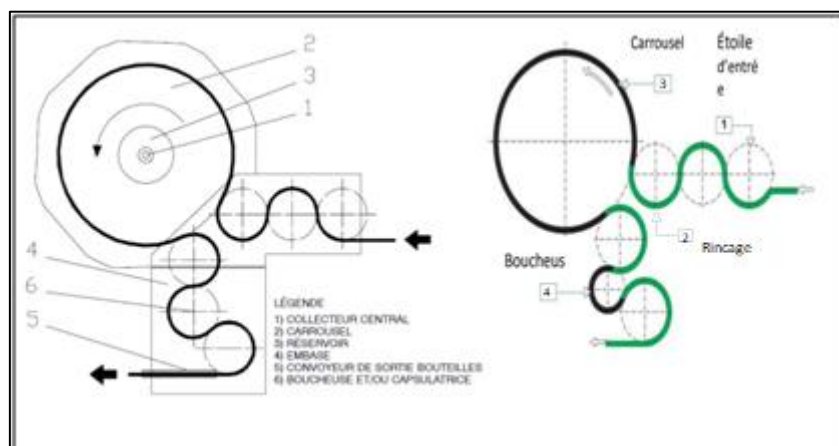 2
3
1
4
6
5
LÉGENDE
1) COLLECTEUR CENTRAL
2) CARROUSEL
3) RÉSERVOIR
4) EMBASE
5) CONVOYEUR DE SORTIE BOUTEILLES
6) BOUCHEUSE ET/OU CAPSULATRICE
Carrousel
Étoile
d'entré
e
3
1
2
Rincage
Boucheus
4